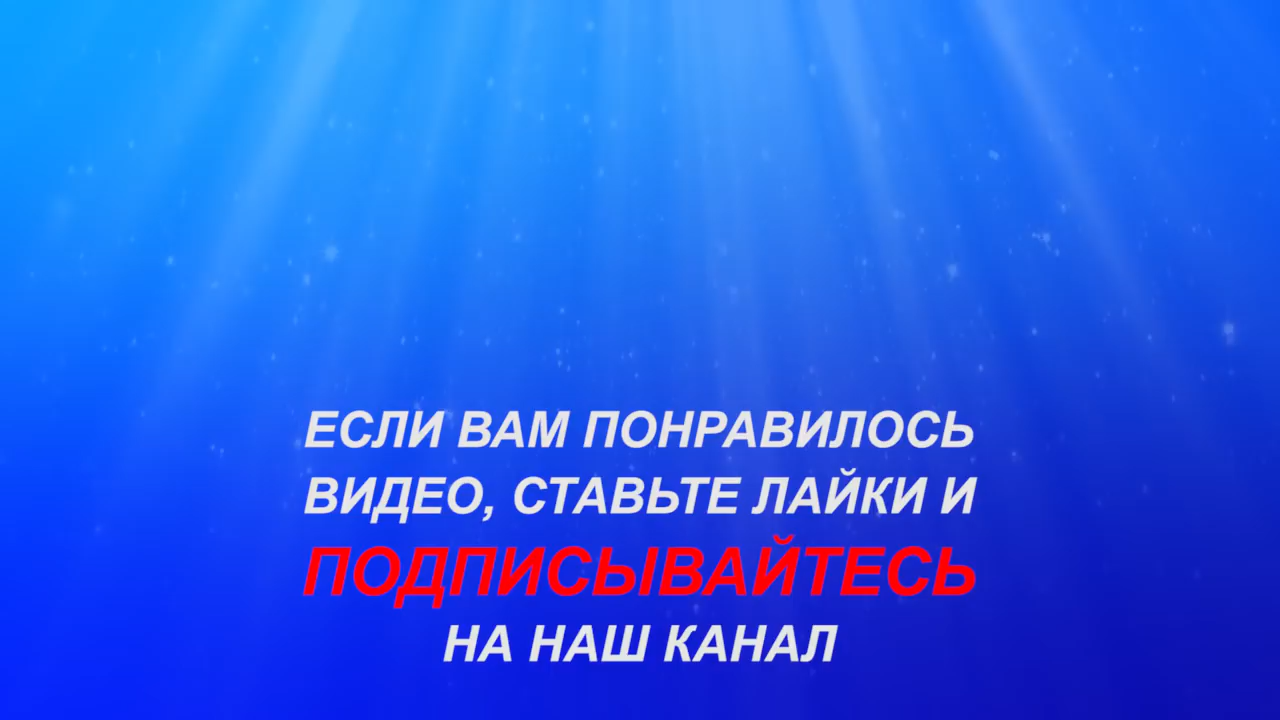 ЕСЛИ ВАМ ПОНРАВИЛОСЬ
ВИДЕО, СТАВЬТЕ ЛАЙКИ И
ПОДПИСЫВАЙТЕСЬ
НА НАШ КАНАЛ